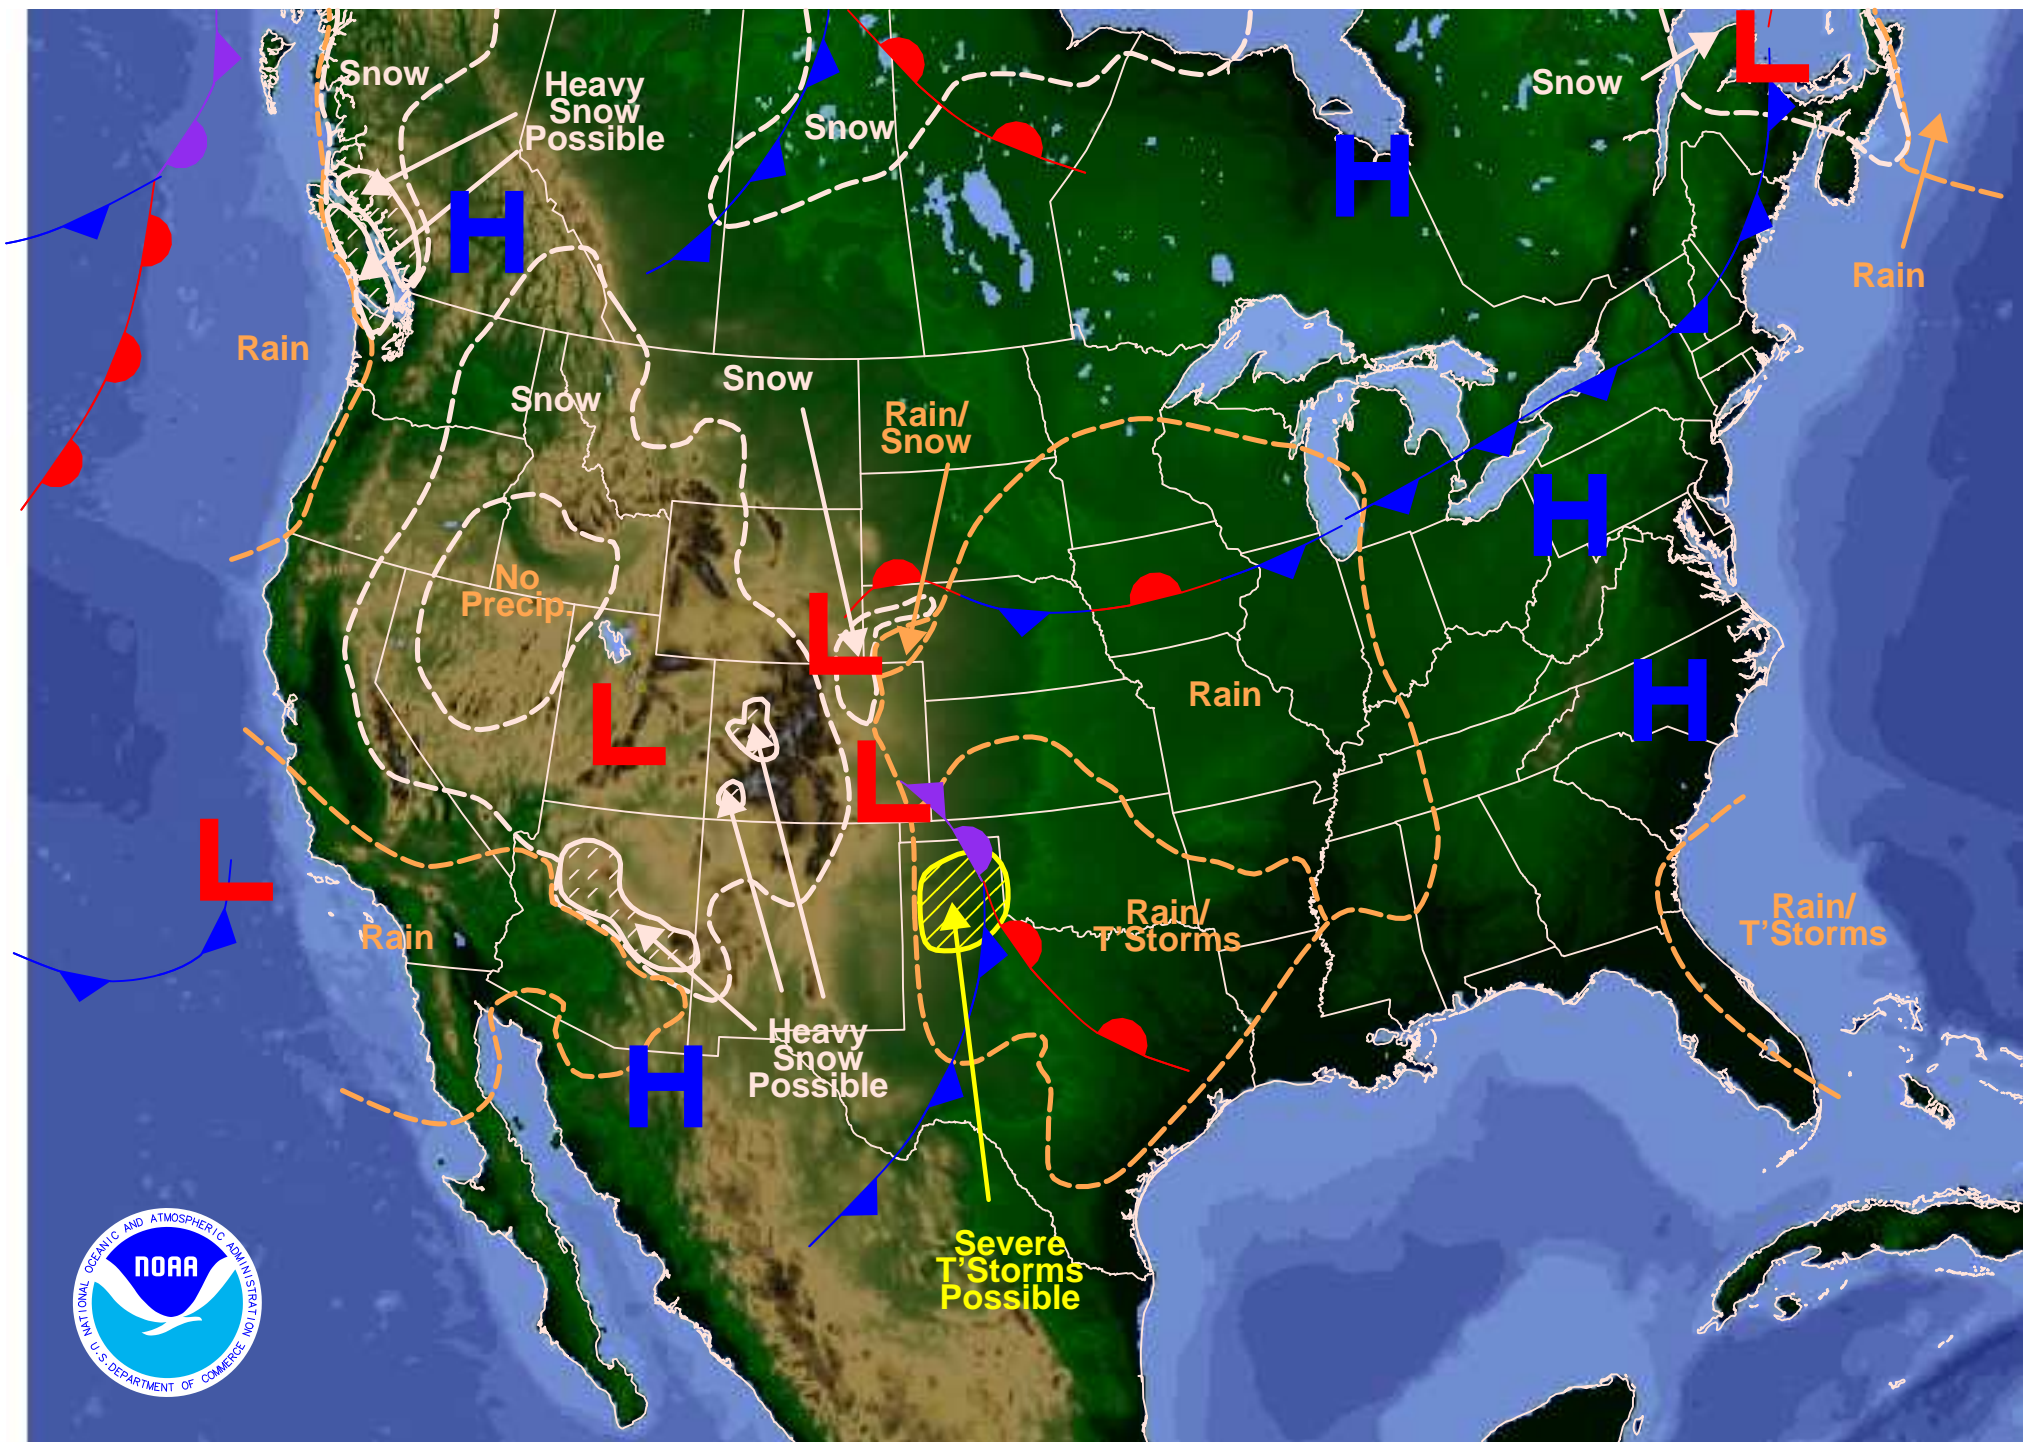 Snow
Heavy
Snow
Possible
Snow
Snow
L
H
H
Rain
Rain
Snow
Snow
Rain/
Snow
No
Precip.
H
L
L
Rain
H
L
L
Rain
Rain/
T'Storms
Rain/
T'Storms
Heavy
Snow
Possible
H
Severe
T'Storms
Possible
NATIONAL OCEANIC AND ATMOSPHERIC ADMINISTRATION
NOAA
U.S. DEPARTMENT OF COMMERCE